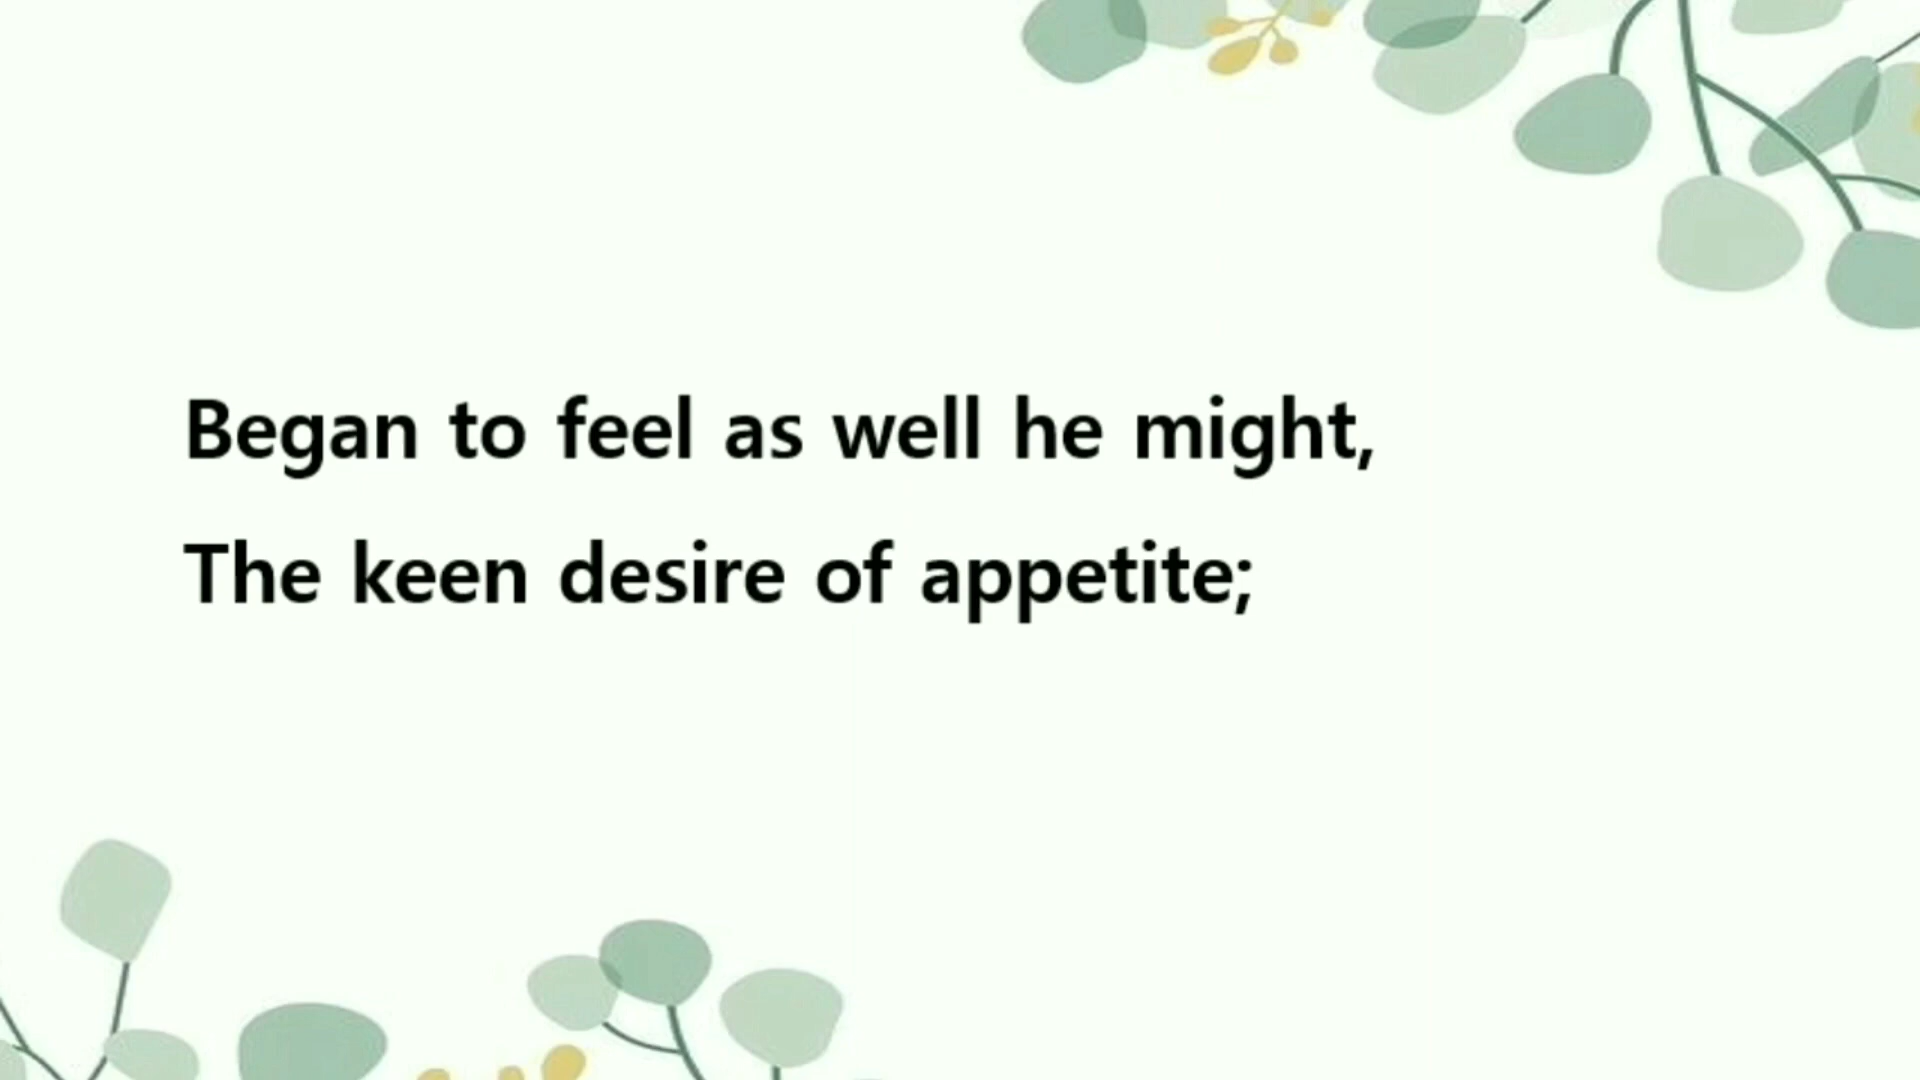 Began to feel as well he might,
The keen desire of appetite;